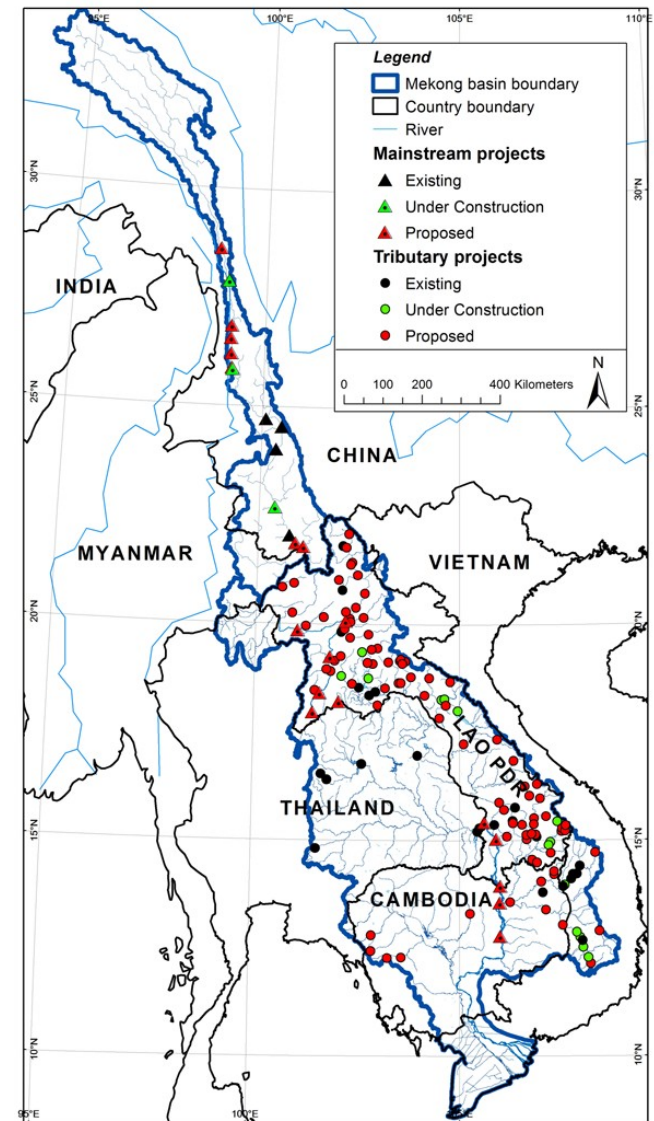 95°E
100°E
105°E
110°E
Legend
Mekong basin boundary
Country boundary
River
Mainstream projects
Existing
Under Construction
Proposed
Tributary projects
Existing
Under Construction
Proposed
N
0 100 200 400 Kilometers
30°N
30°N
INDIA
25°N
25°N
CHINA
MYANMAR
VIETNAM
20°N
20°N
LAO PDR
THAILAND
15°N
15°N
CAMBODIA
10°N
10°N
95°E
100°E
105°E